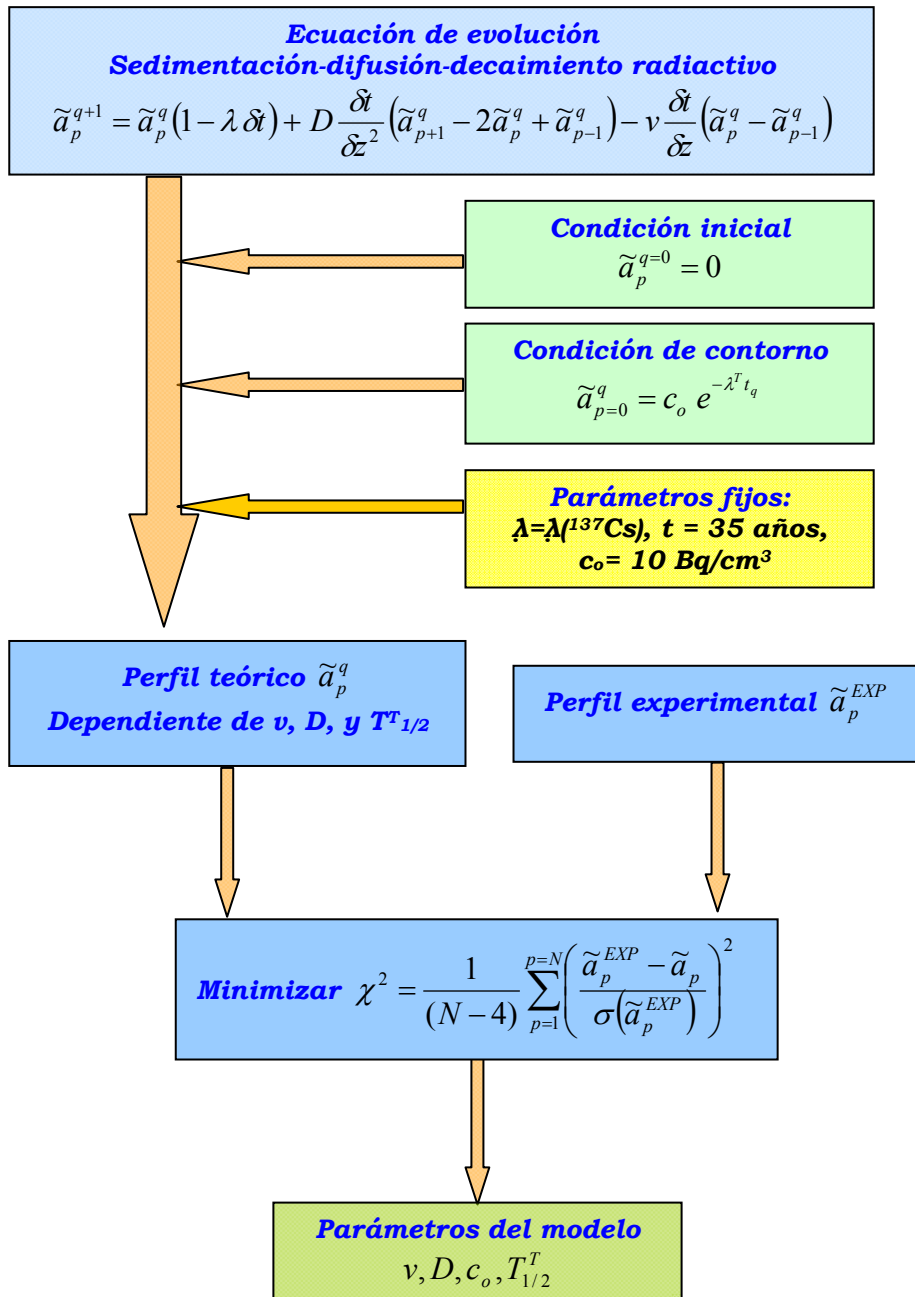 Ecuación de evolución
Sedimentación-difusión-decaimiento radiactivo
ã_p^{q+1} = ã_p^q (1 − λ δt) + D δt/δz² (ã_{p+1}^q − 2ã_p^q + ã_{p−1}^q) − v δt/δz (ã_p^q − ã_{p−1}^q)
Condición inicial
ã_p^{q=0} = 0
Condición de contorno
ã_{p=0}^q = c_o e^{−λ^T t_q}
Parámetros fijos:
λ=λ(¹³⁷Cs), t = 35 años,
c₀= 10 Bq/cm³
Perfil teórico ã_p^q
Dependiente de v, D, y T^T_{1/2}
Perfil experimental ã_p^{EXP}
Minimizar χ² = 1/(N − 4) ∑_{p=1}^{p=N} ((ã_p^{EXP} − ã_p)/σ(ã_p^{EXP}))²
Parámetros del modelo
v, D, c_o, T_{1/2}^T